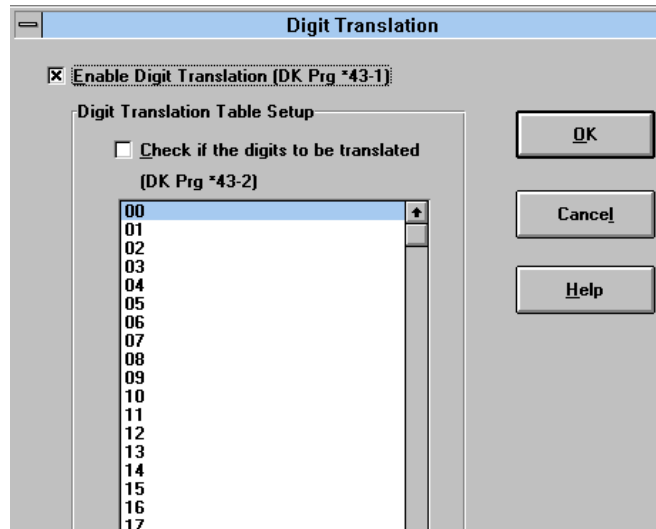 Digit Translation
Enable Digit Translation (DK Prg *43-1)
Digit Translation Table Setup
Check if the digits to be translated
(DK Prg *43-2)
OK
Cancel
Help
00
01
02
03
04
05
06
07
08
09
10
11
12
13
14
15
16
17